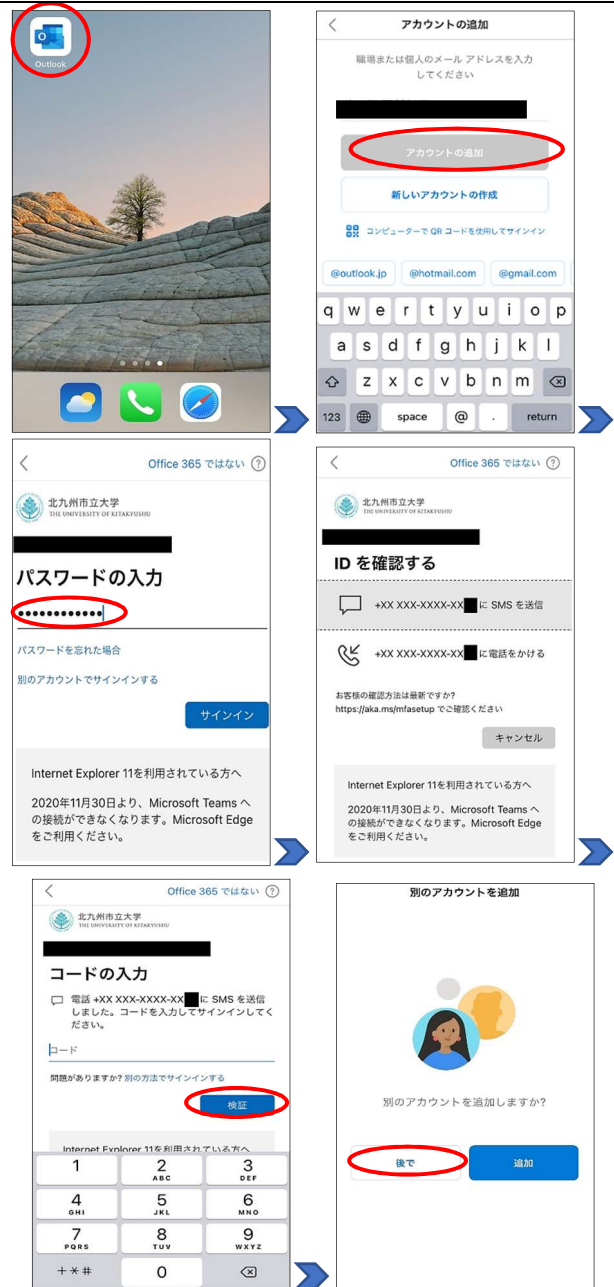 Outlook
アカウントの追加
職場または個人のメール アドレスを入力
してください
アカウントの追加
新しいアカウントの作成
コンピューターで QR コードを使用してサインイン
@outlook.jp @hotmail.com @gmail.com
q w e r t y u i o p
a s d f g h j k l
z x c v b n m
123 space @ . return
Office 365 ではない ?
北九州市立大学
THE UNIVERSITY OF KITAKYUSHU
パスワードの入力
パスワードを忘れた場合
別のアカウントでサインインする
サインイン
Internet Explorer 11を利用されている方へ
2020年11月30日より、Microsoft Teams へ
の接続ができなくなります。Microsoft Edge
をご利用ください。
Office 365 ではない ?
北九州市立大学
THE UNIVERSITY OF KITAKYUSHU
ID を確認する
+XX XXX-XXXX-XX に SMS を送信
+XX XXX-XXXX-XX に電話をかける
お客様の確認方法は最新ですか?
https://aka.ms/mfasetup でご確認ください
キャンセル
Internet Explorer 11を利用されている方へ
2020年11月30日より、Microsoft Teams へ
の接続ができなくなります。Microsoft Edge
をご利用ください。
Office 365 ではない ?
北九州市立大学
THE UNIVERSITY OF KITAKYUSHU
コードの入力
電話 +XX XXX-XXXX-XX に SMS を送信
しました。コードを入力してサインインしてく
ださい。
コード
問題がありますか? 別の方法でサインインする
検証
Internet Explorer 11を利用されている方へ
1 2 3
ABC DEF
4 5 6
GHI JKL MNO
7 8 9
PQRS TUV WXYZ
+*# 0
別のアカウントを追加
別のアカウントを追加しますか?
後で 追加